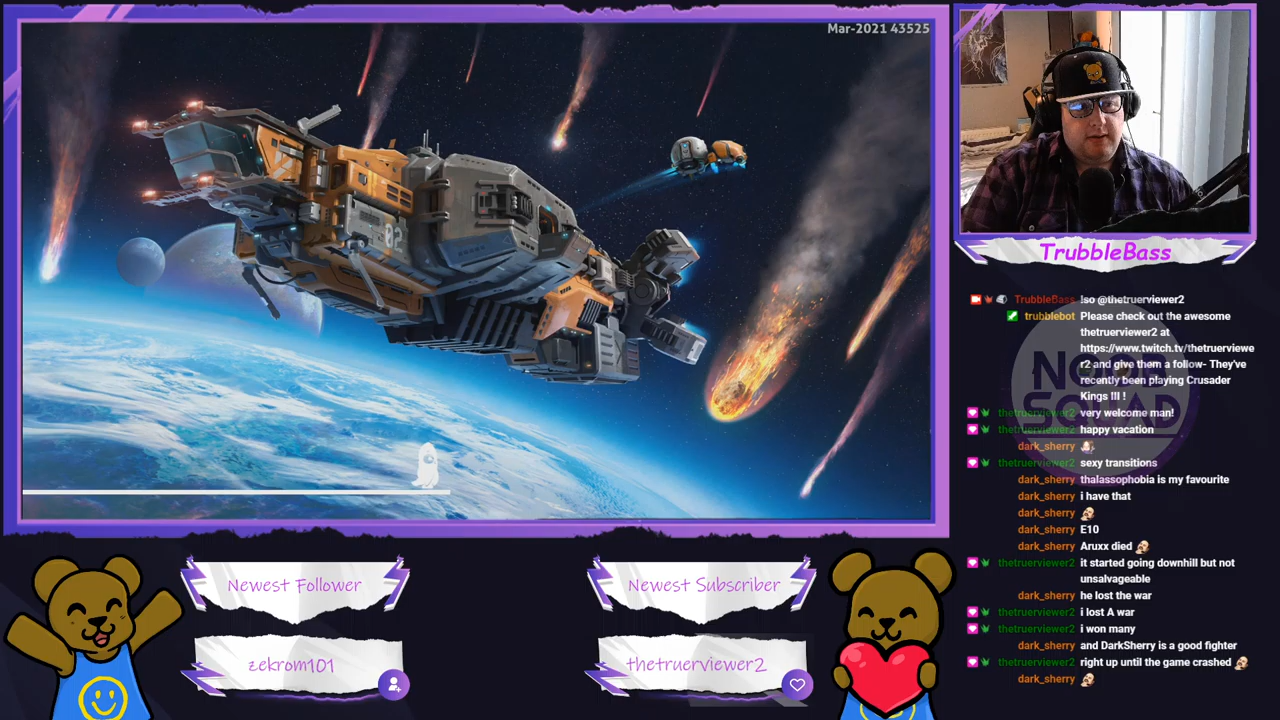 Mar-2021 43525
02
TrubbleBass
TrubbleBass !so @thetruerviewer2
trubblebot Please check out the awesome
thetruerviewer2 at
https://www.twitch.tv/thetruerviewe
r2 and give them a follow- They've
recently been playing Crusader
Kings III !
NOOB
SQUAD
thetruerviewer2 very welcome man!
thetruerviewer2 happy vacation
dark_sherry
thetruerviewer2 sexy transitions
dark_sherry thalassophobia is my favourite
dark_sherry i have that
dark_sherry
dark_sherry E10
dark_sherry Aruxx died
thetruerviewer2 it started going downhill but not
unsalvageable
dark_sherry he lost the war
thetruerviewer2 i lost A war
thetruerviewer2 i won many
dark_sherry and DarkSherry is a good fighter
thetruerviewer2 right up until the game crashed
dark_sherry
Newest Follower
zekrom101
Newest Subscriber
thetruerviewer2